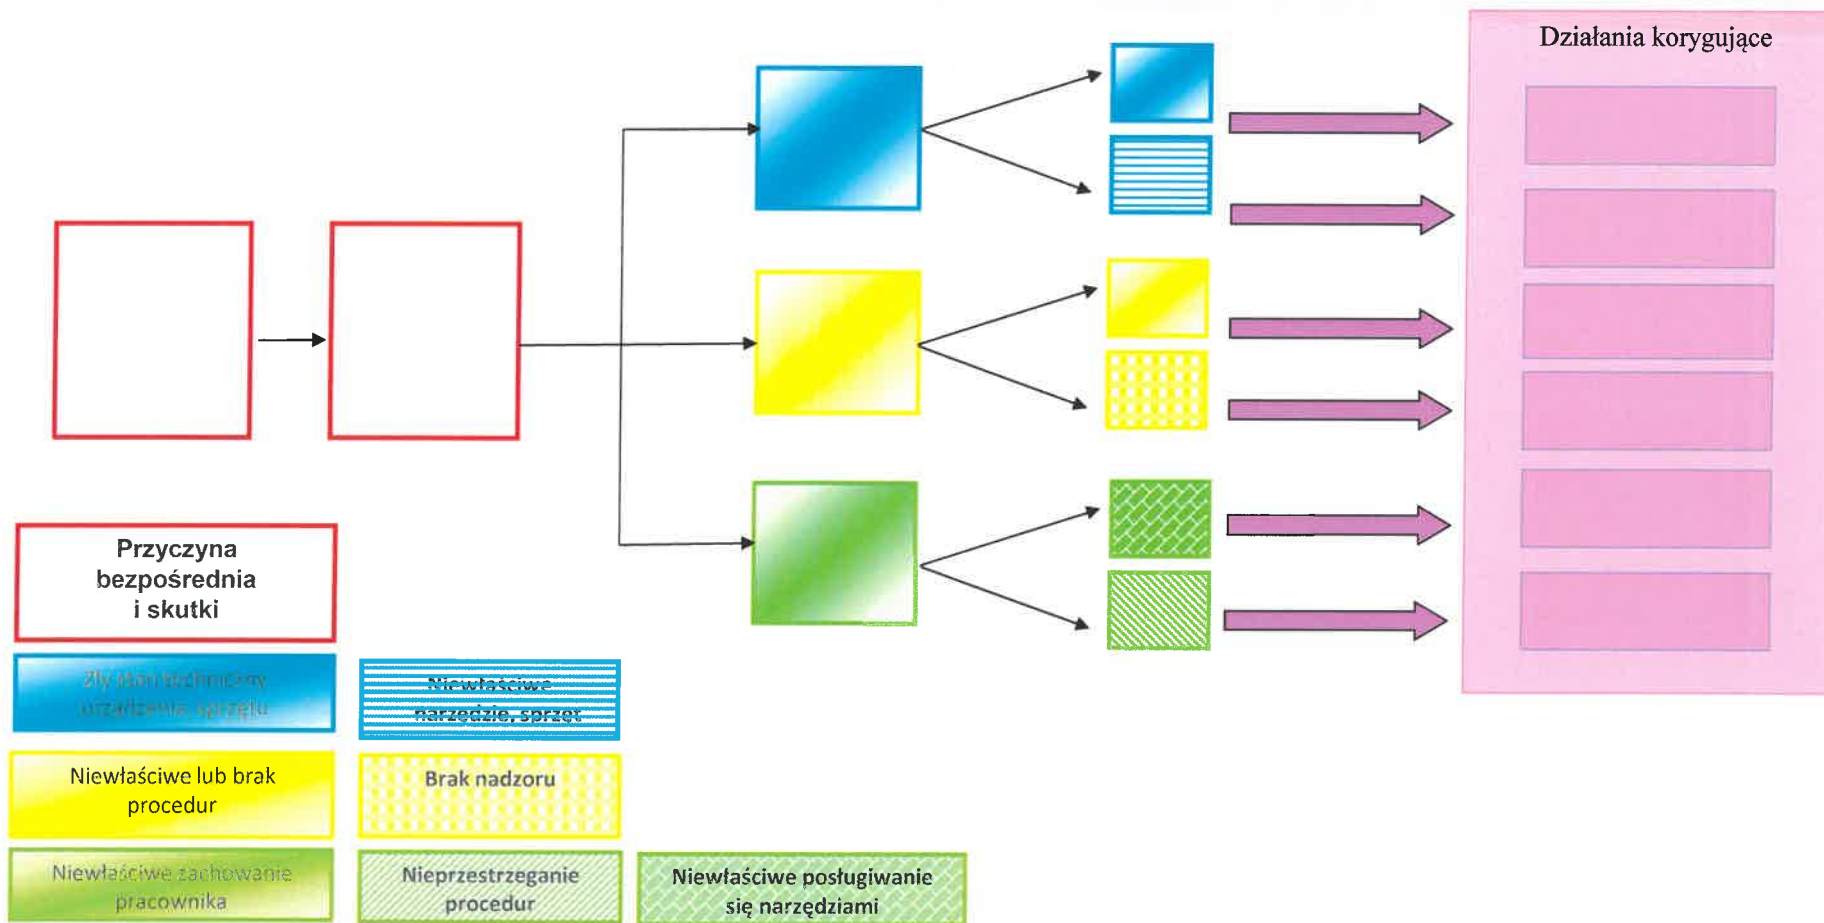 Działania korygujące
Przyczyna
bezpośrednia
i skutki
Zły stan techniczny
urządzenia, sprzętu
Niewłaściwe
narzędzie, sprzęt
Niewłaściwe lub brak
procedur
Brak nadzoru
Niewłaściwe zachowanie
pracownika
Nieprzestrzeganie
procedur
Niewłaściwe posługiwanie
się narzędziami